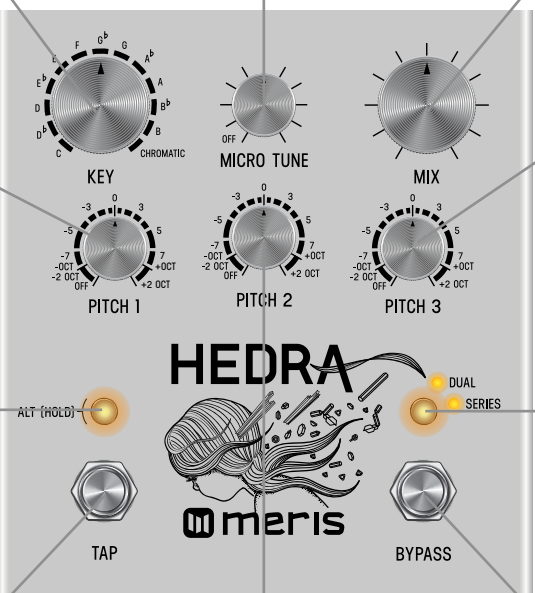 G♭
F G
E A♭
E♭ A
D B♭
D♭ B
C CHROMATIC
OFF
KEY MICRO TUNE MIX
0 0 0
-3 3 -3 3 -3 3
-5 5 -5 5 -5 5
-7 7 -7 7 -7 7
-OCT +OCT -OCT +OCT -OCT +OCT
-2 OCT +2 OCT -2 OCT +2 OCT -2 OCT +2 OCT
OFF OFF OFF
PITCH 1 PITCH 2 PITCH 3
HEDRA
DUAL
SERIES
ALT (HOLD)
meris
TAP BYPASS